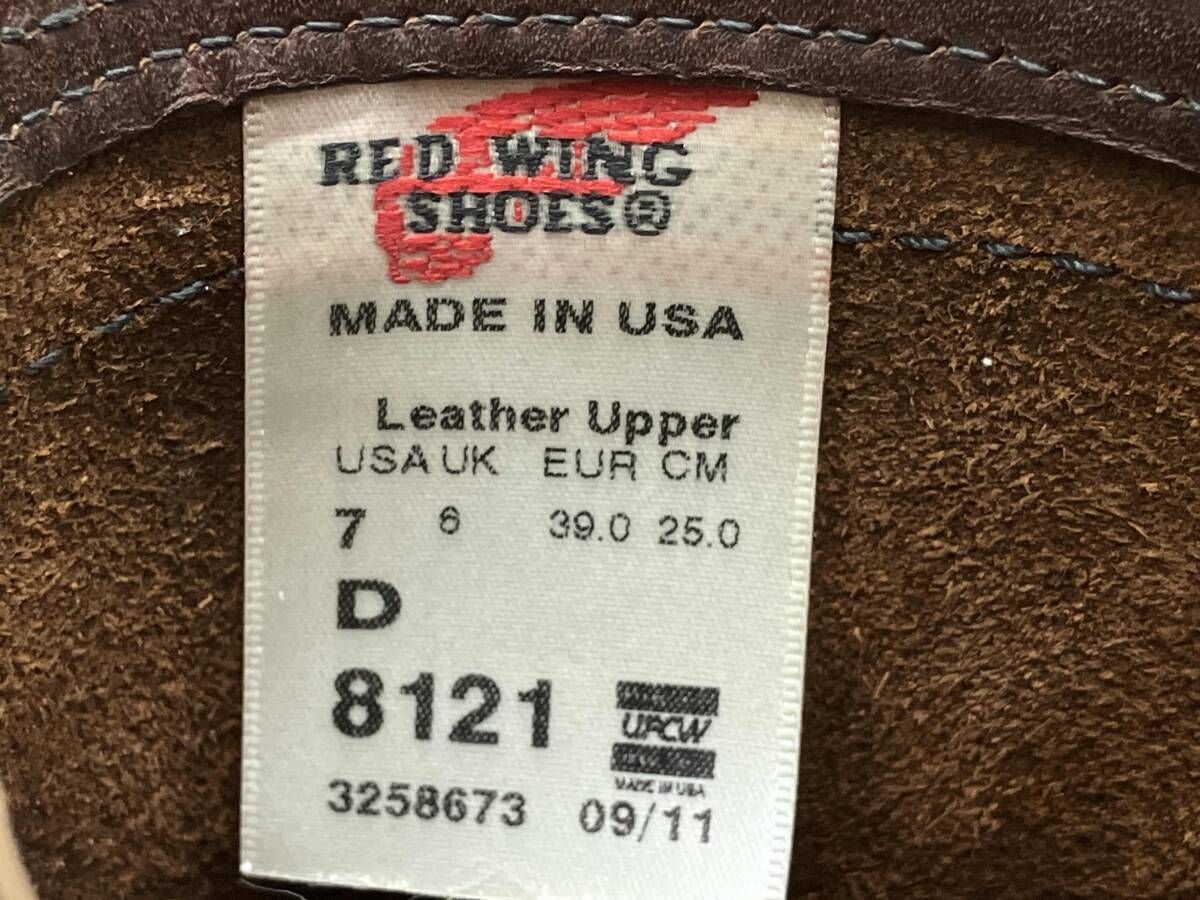 RED WING
SHOES®
MADE IN USA
Leather Upper
USA UK EUR CM
7 6 39.0 25.0
D
8121
UFCW
MADE IN USA
3258673 09/11